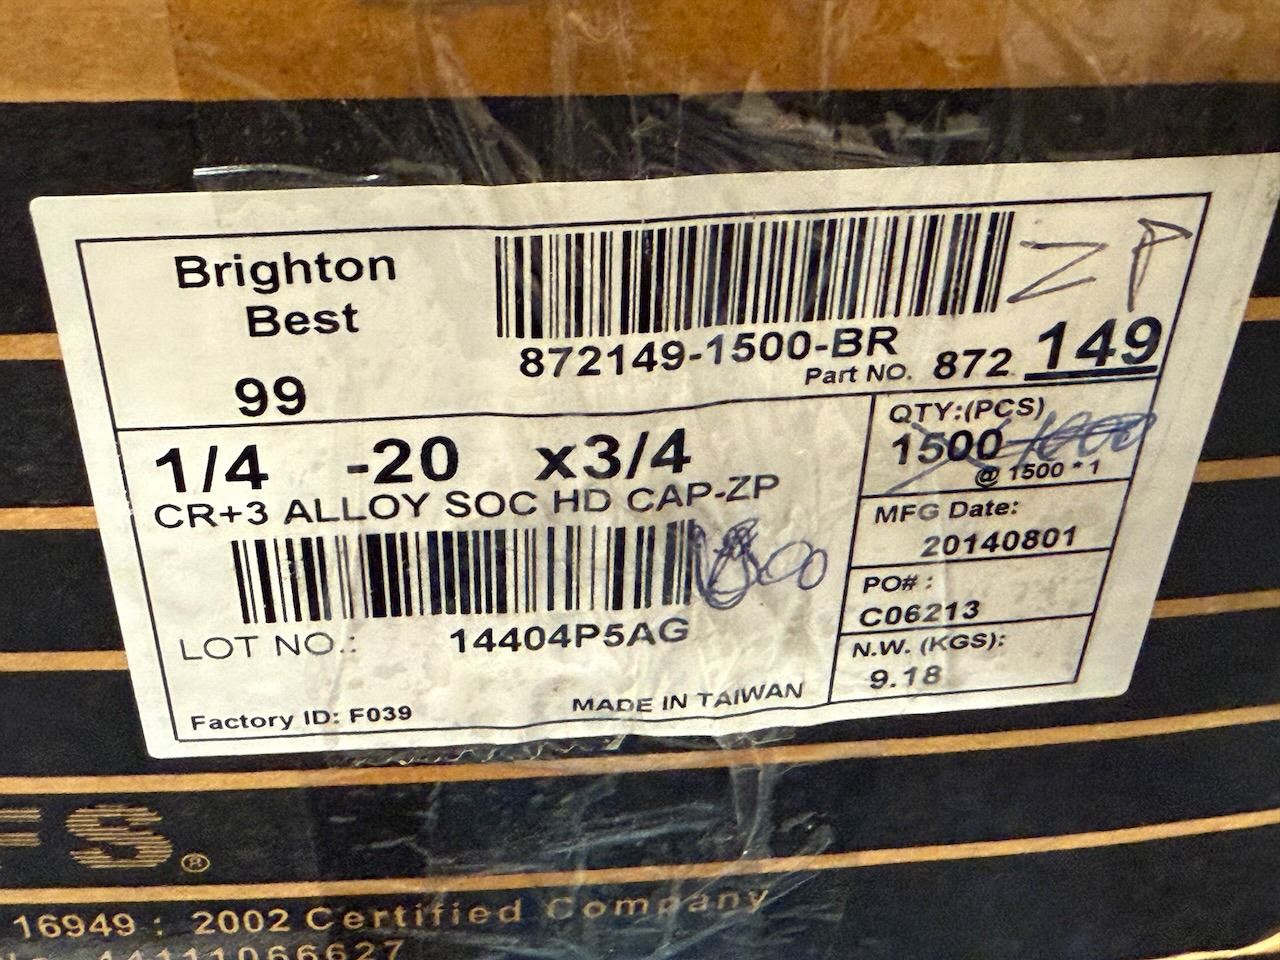 Brighton
Best
99
ZP
872149-1500-BR
Part NO. 872 149
1/4 -20 x3/4
CR+3 ALLOY SOC HD CAP-ZP
QTY:(PCS)
1500
@ 1500 * 1
MFG Date:
20140801
PO# :
C06213
N.W. (KGS):
9.18
LOT NO.: 14404P5AG
Factory ID: F039
MADE IN TAIWAN
FS®
16949 : 2002 Certified Company
44111066627